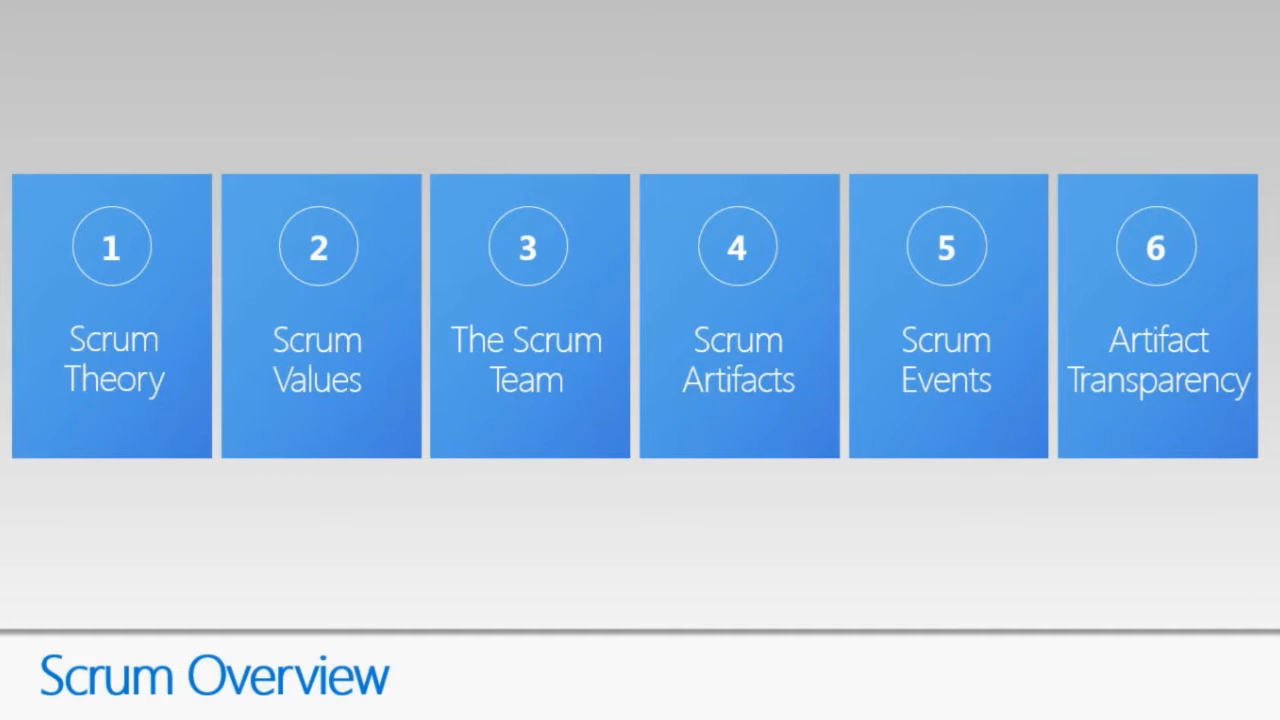 1
Scrum
Theory
2
Scrum
Values
3
The Scrum
Team
4
Scrum
Artifacts
5
Scrum
Events
6
Artifact
Transparency
Scrum Overview